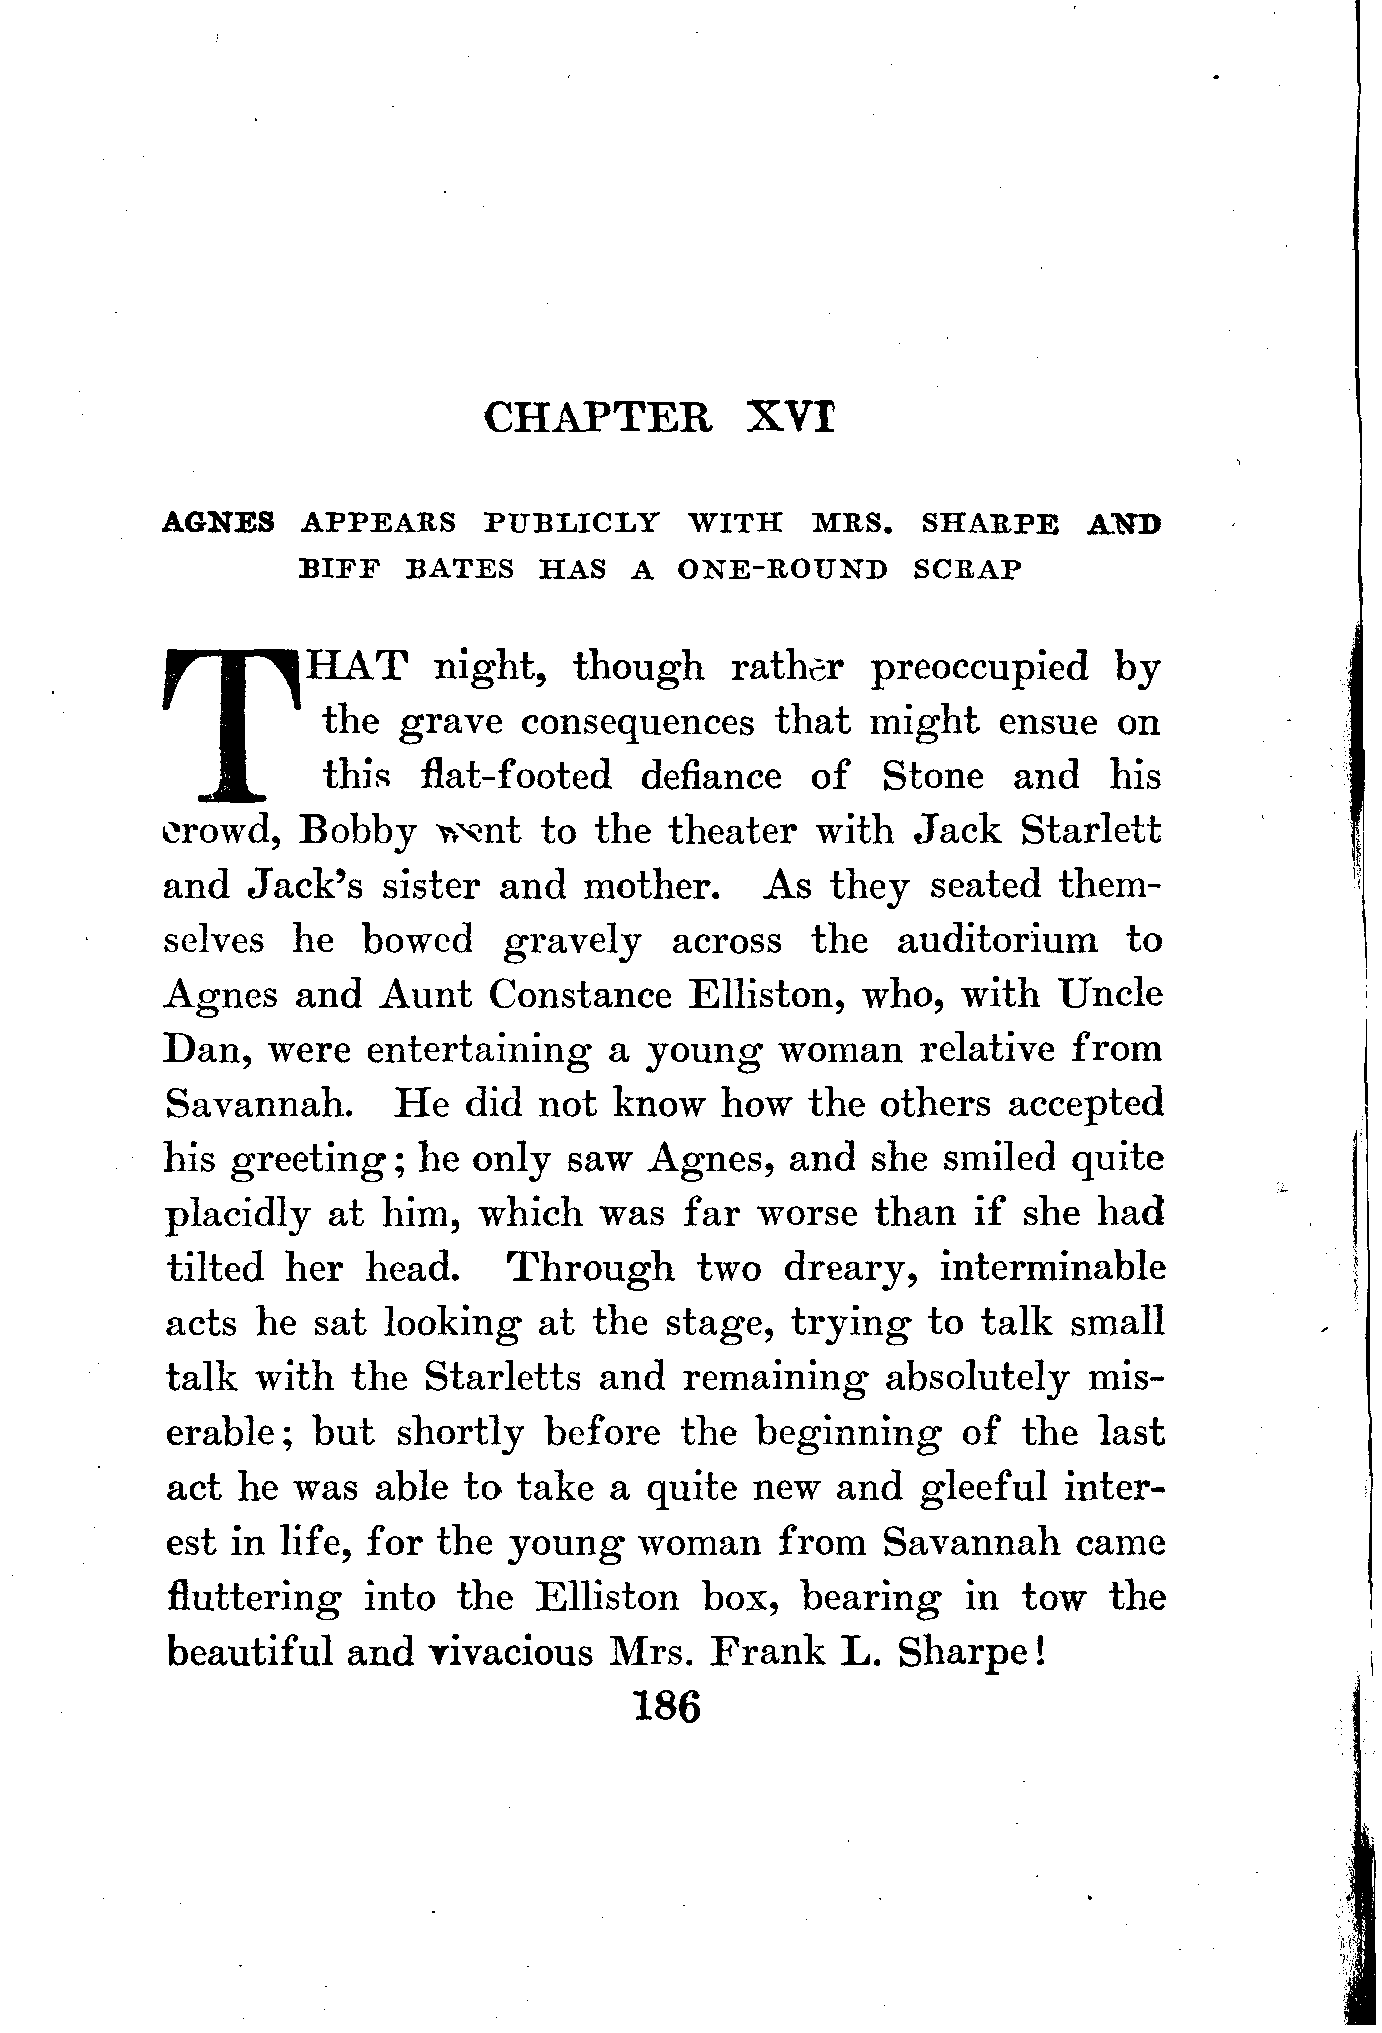 CHAPTER XVI
AGNES APPEARS PUBLICLY WITH MRS. SHARPE AND
BIFF BATES HAS A ONE-ROUND SCRAP
THAT night, though rather preoccupied by
the grave consequences that might ensue on
this flat-footed defiance of Stone and his
crowd, Bobby went to the theater with Jack Starlett
and Jack's sister and mother. As they seated them-
selves he bowed gravely across the auditorium to
Agnes and Aunt Constance Elliston, who, with Uncle
Dan, were entertaining a young woman relative from
Savannah. He did not know how the others accepted
his greeting; he only saw Agnes, and she smiled quite
placidly at him, which was far worse than if she had
tilted her head. Through two dreary, interminable
acts he sat looking at the stage, trying to talk small
talk with the Starletts and remaining absolutely mis-
erable; but shortly before the beginning of the last
act he was able to take a quite new and gleeful inter-
est in life, for the young woman from Savannah came
fluttering into the Elliston box, bearing in tow the
beautiful and vivacious Mrs. Frank L. Sharpe!
186